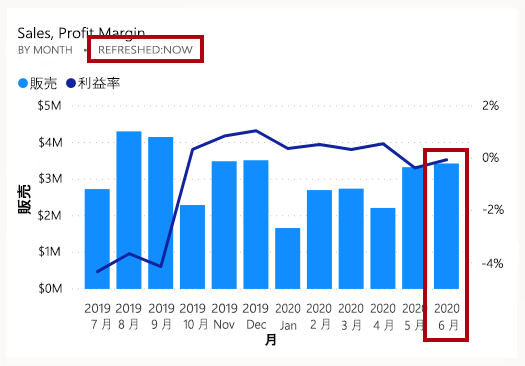 Sales, Profit Margin
BY MONTH • REFRESHED:NOW
販売 利益率
$5M
$4M
$3M
$2M
$1M
$0M
販売
2%
0%
-2%
-4%
2019 2019 2019 2019 2019 2019 2020 2020 2020 2020 2020 2020
7 月 8 月 9 月 10 月 Nov Dec Jan 2 月 3 月 4 月 5 月 6 月
月